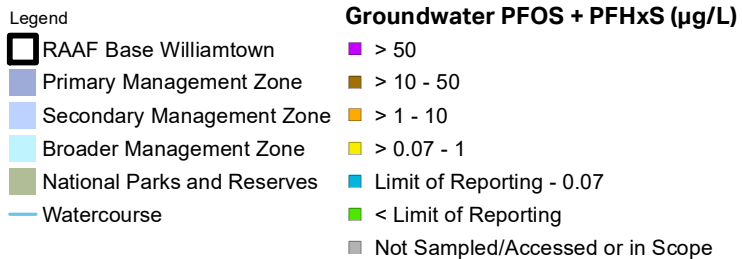 Legend
RAAF Base Williamtown
Primary Management Zone
Secondary Management Zone
Broader Management Zone
National Parks and Reserves
Watercourse
Groundwater PFOS + PFHxS (µg/L)
> 50
> 10 - 50
> 1 - 10
> 0.07 - 1
Limit of Reporting - 0.07
< Limit of Reporting
Not Sampled/Accessed or in Scope